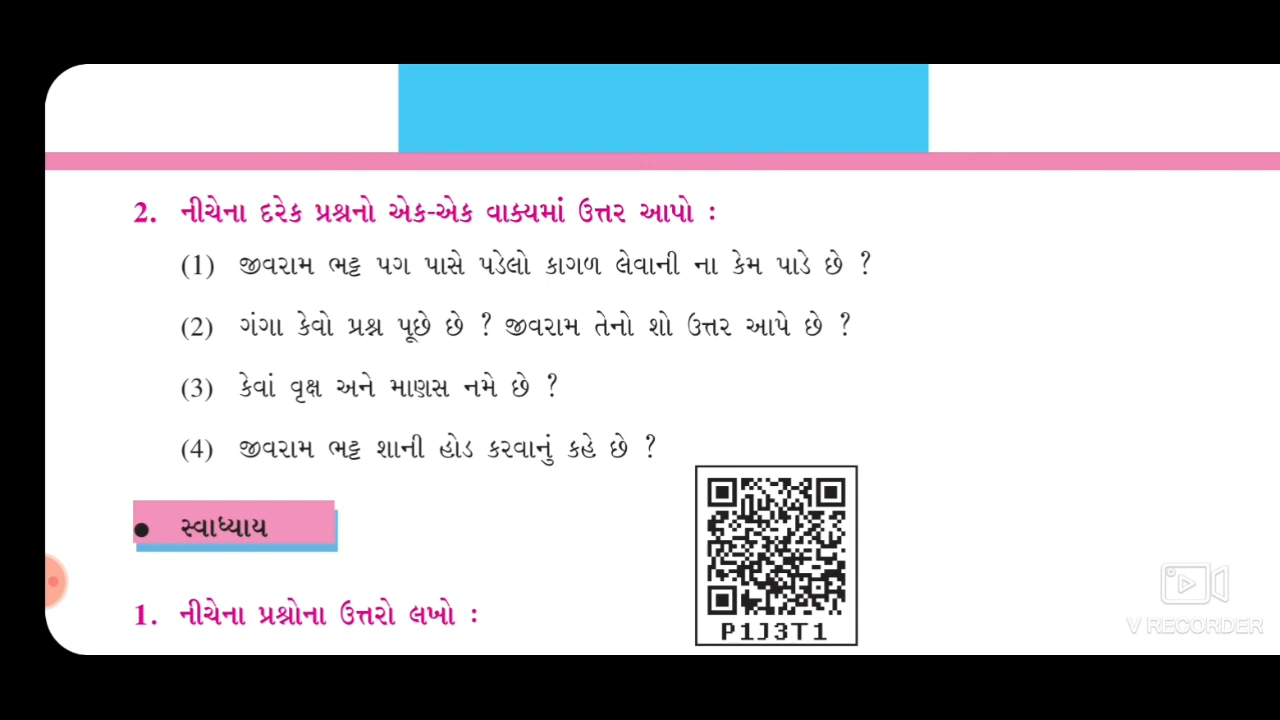 2. નીચેના દરેક પ્રશ્નનો એક-એક વાક્યમાં ઉત્તર આપો :
(1) જીવરામ ભટ્ટ પગ પાસે પડેલો કાગળ લેવાની ના કેમ પાડે છે ?
(2) ગંગા કેવો પ્રશ્ન પૂછે છે ? જીવરામ તેનો શો ઉત્તર આપે છે ?
(3) કેવાં વૃક્ષ અને માણસ નમે છે ?
(4) જીવરામ ભટ્ટ શાની હોડ કરવાનું કહે છે ?
• સ્વાધ્યાય
1. નીચેના પ્રશ્નોના ઉત્તરો લખો :
P1J3T1
V RECORDER